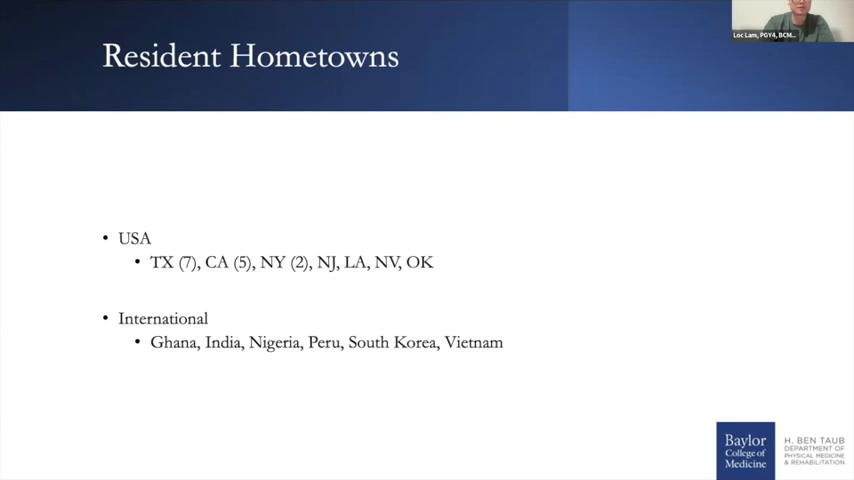 Resident Hometowns
Loc Lam, PGY4, BCM...
• USA
• TX (7), CA (5), NY (2), NJ, LA, NV, OK
• International
• Ghana, India, Nigeria, Peru, South Korea, Vietnam
Baylor
College of
Medicine
H. BEN TAUB
DEPARTMENT OF
PHYSICAL MEDICINE
& REHABILITATION